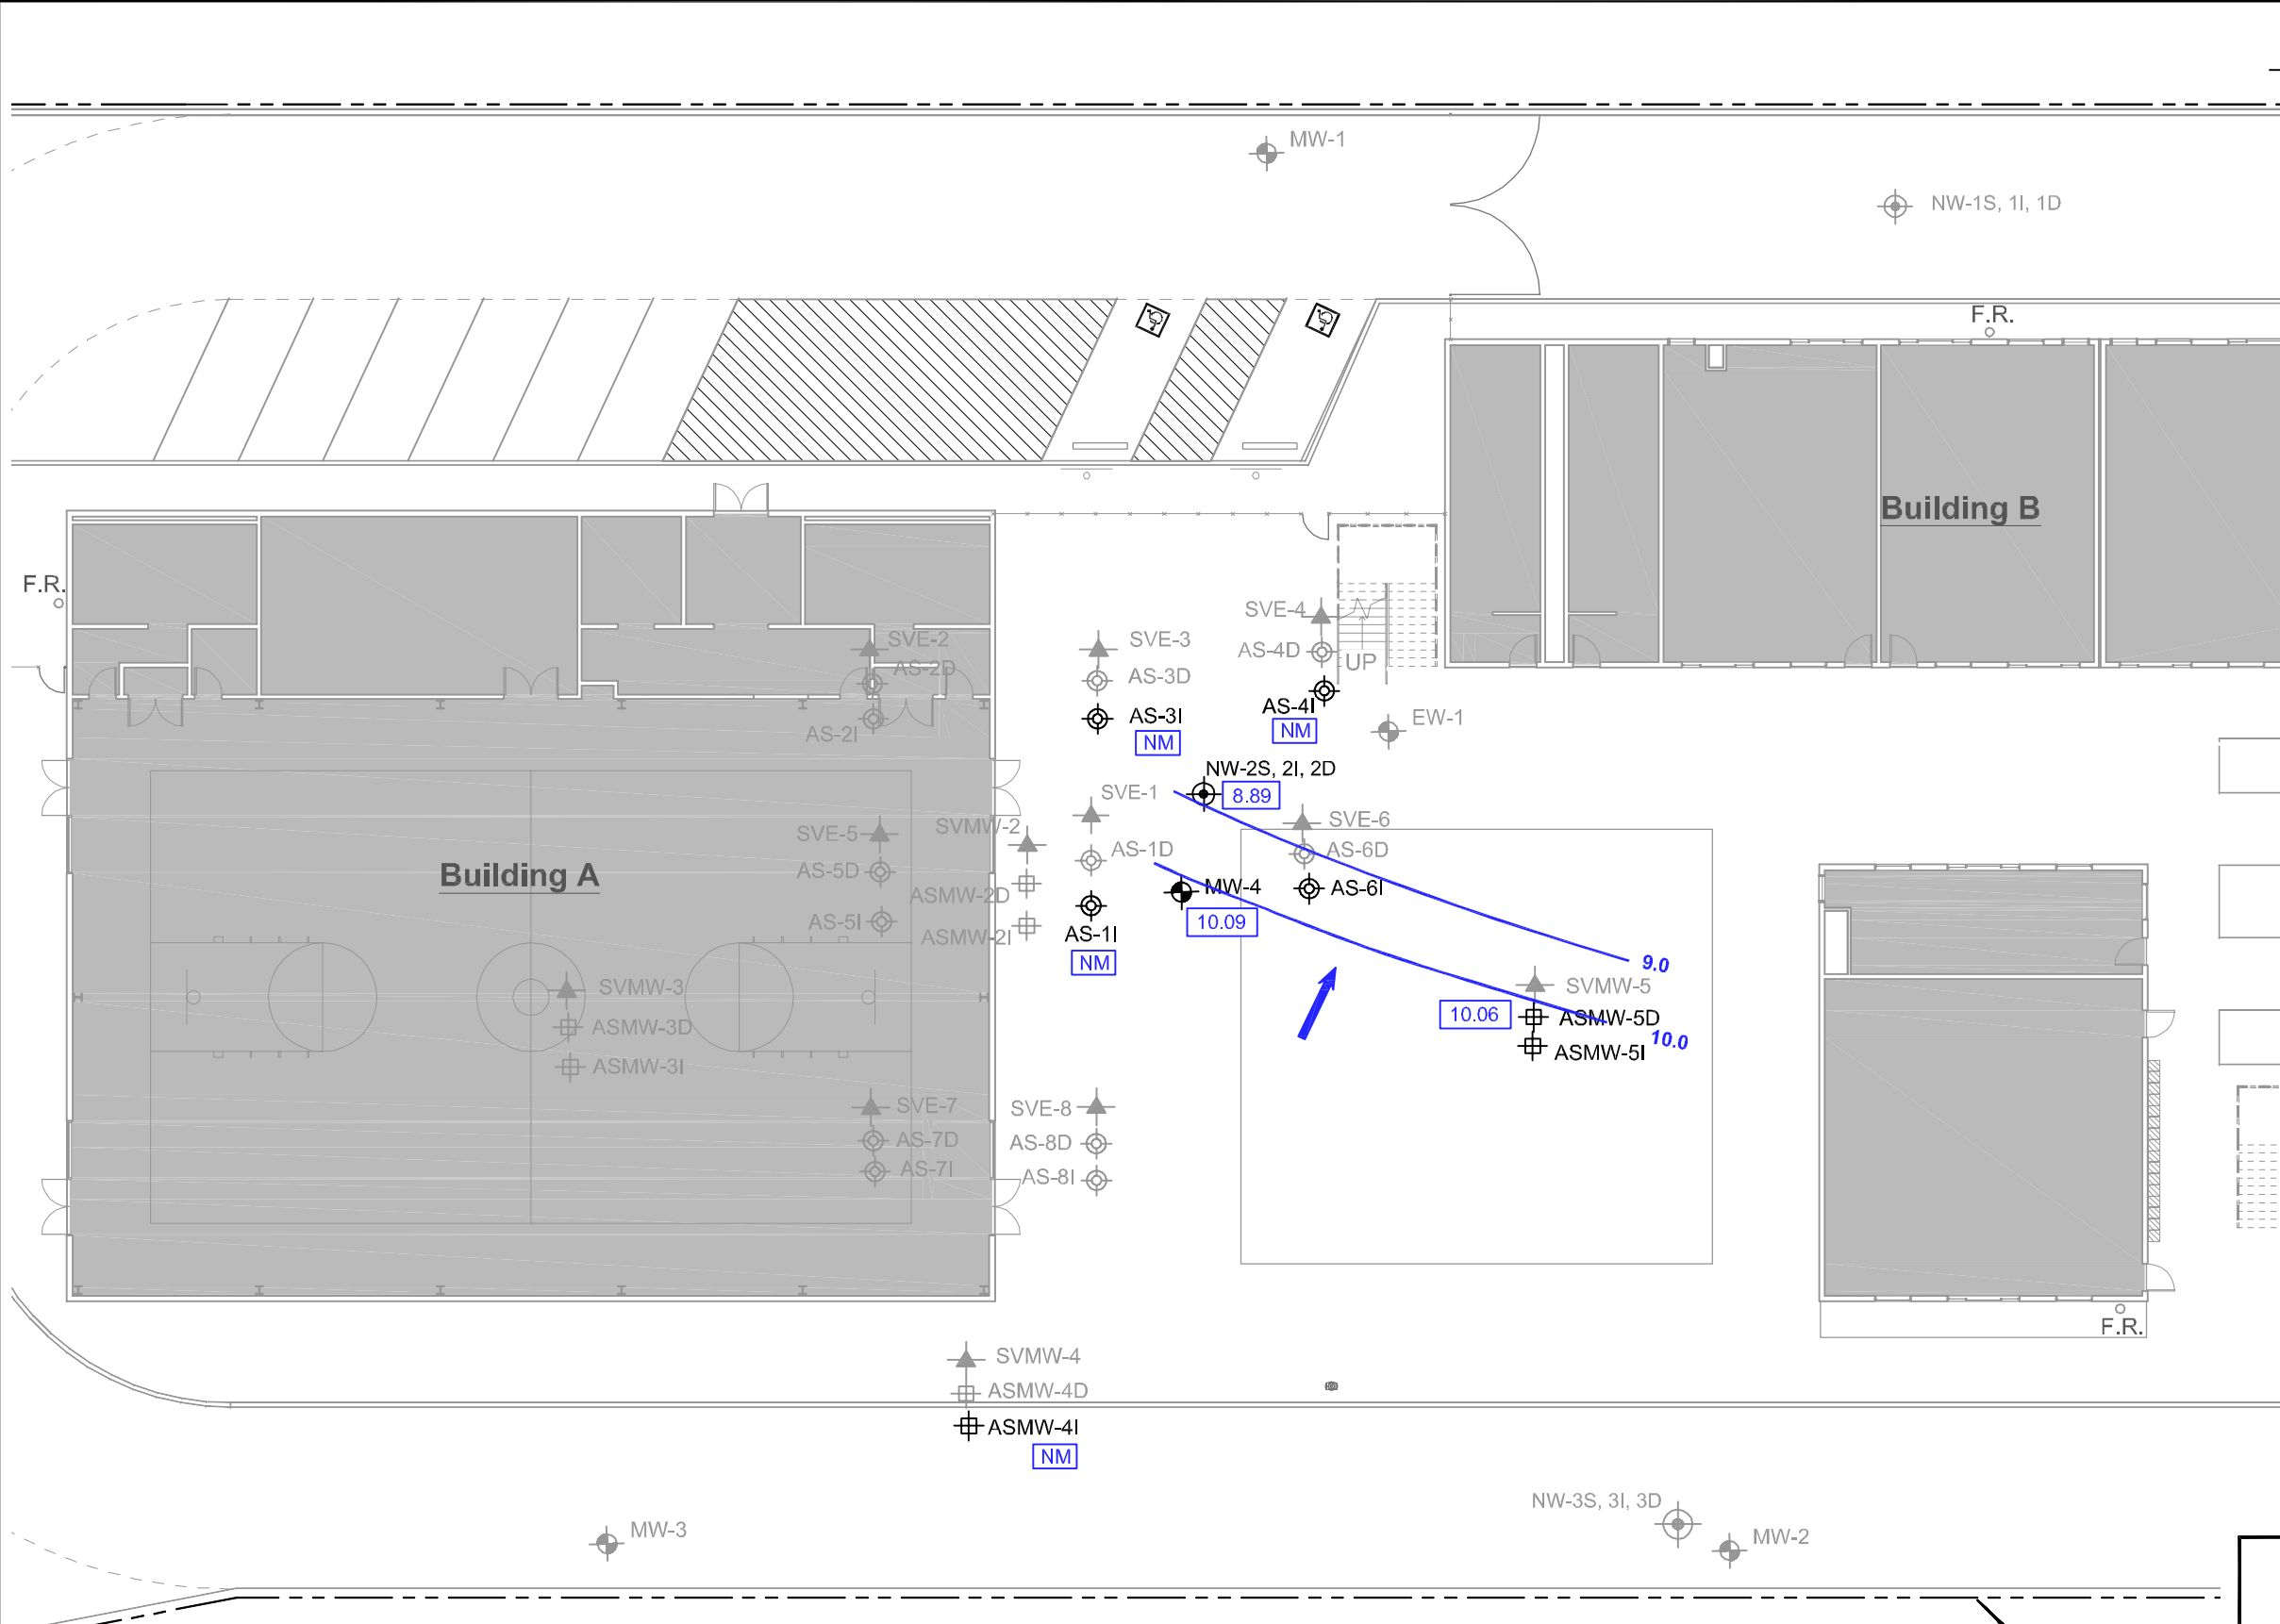 MW-1
NW-1S, 1I, 1D
F.R.
Building B
F.R.
SVE-4
SVE-2
SVE-3
AS-4D
UP
AS-2D
AS-3D
AS-4I
AS-3I
NM
EW-1
AS-2I
NM
NW-2S, 2I, 2D
8.89
SVE-1
SVE-6
SVE-5
SVMW-2
AS-1D
AS-6D
AS-5D
Building A
MW-4
AS-6I
ASMW-2D
AS-5I
10.09
ASMW-2I
AS-1I
NM
9.0
SVMW-3
SVMW-5
10.06
ASMW-5D
ASMW-3D
10.0
ASMW-5I
ASMW-3I
SVE-7
SVE-8
AS-7D
AS-8D
AS-7I
AS-8I
F.R.
SVMW-4
ASMW-4D
ASMW-4I
NM
NW-3S, 3I, 3D
MW-3
MW-2